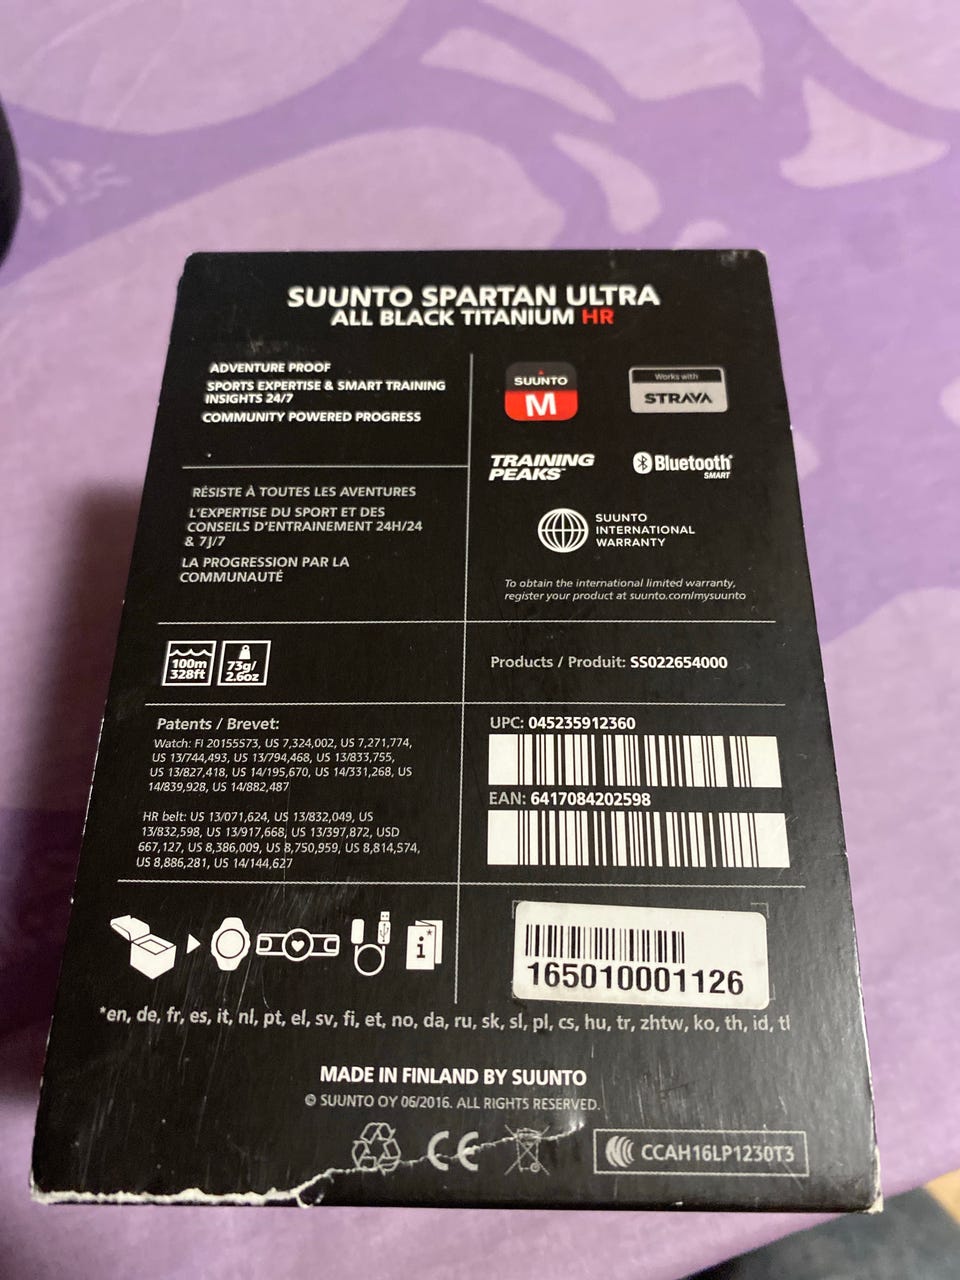 SUUNTO SPARTAN ULTRA
ALL BLACK TITANIUM HR
ADVENTURE PROOF
SPORTS EXPERTISE & SMART TRAINING
INSIGHTS 24/7
COMMUNITY POWERED PROGRESS
RÉSISTE À TOUTES LES AVENTURES
L'EXPERTISE DU SPORT ET DES
CONSEILS D'ENTRAINEMENT 24H/24
& 7J/7
LA PROGRESSION PAR LA
COMMUNAUTÉ
SUUNTO
M
Works with
STRAVA
TRAINING
PEAKS™
Bluetooth®
SMART
SUUNTO
INTERNATIONAL
WARRANTY
To obtain the international limited warranty,
register your product at suunto.com/mysuunto
100m
328ft
73g/
2.6oz
Products / Produit: SS022654000
Patents / Brevet:
Watch: FI 20155573, US 7,324,002, US 7,271,774,
US 13/744,493, US 13/794,468, US 13/833,755,
US 13/827,418, US 14/195,670, US 14/331,268, US
14/839,928, US 14/882,487
HR belt: US 13/071,624, US 13/832,049, US
13/832,598, US 13/917,668, US 13/397,872, USD
667,127, US 8,386,009, US 8,750,959, US 8,814,574,
US 8,886,281, US 14/144,627
UPC: 045235912360
EAN: 6417084202598
i*
165010001126
*en, de, fr, es, it, nl, pt, el, sv, fi, et, no, da, ru, sk, sl, pl, cs, hu, tr, zhtw, ko, th, id, tl
MADE IN FINLAND BY SUUNTO
© SUUNTO OY 06/2016. ALL RIGHTS RESERVED.
CE
CCAH16LP1230T3